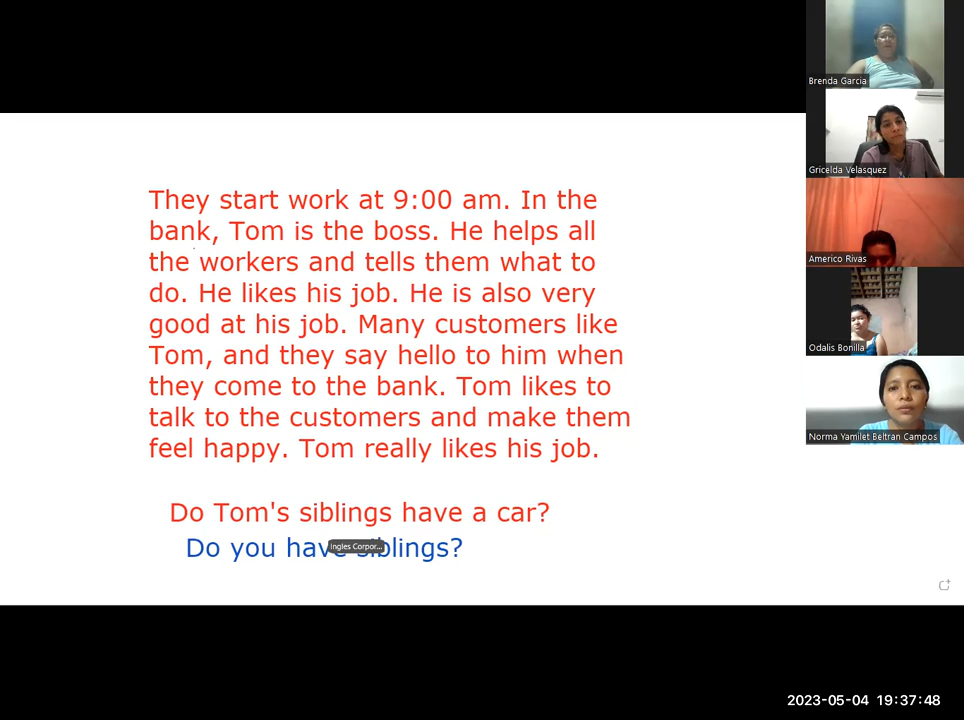 They start work at 9:00 am. In the
bank, Tom is the boss. He helps all
the workers and tells them what to
do. He likes his job. He is also very
good at his job. Many customers like
Tom, and they say hello to him when
they come to the bank. Tom likes to
talk to the customers and make them
feel happy. Tom really likes his job.
Do Tom's siblings have a car?
Do you have siblings?
Ingles Corpor...
Brenda Garcia
Gricelda Velasquez
Americo Rivas
Odalis Bonilla
Norma Yamilet Beltran Campos
2023-05-04 19:37:48